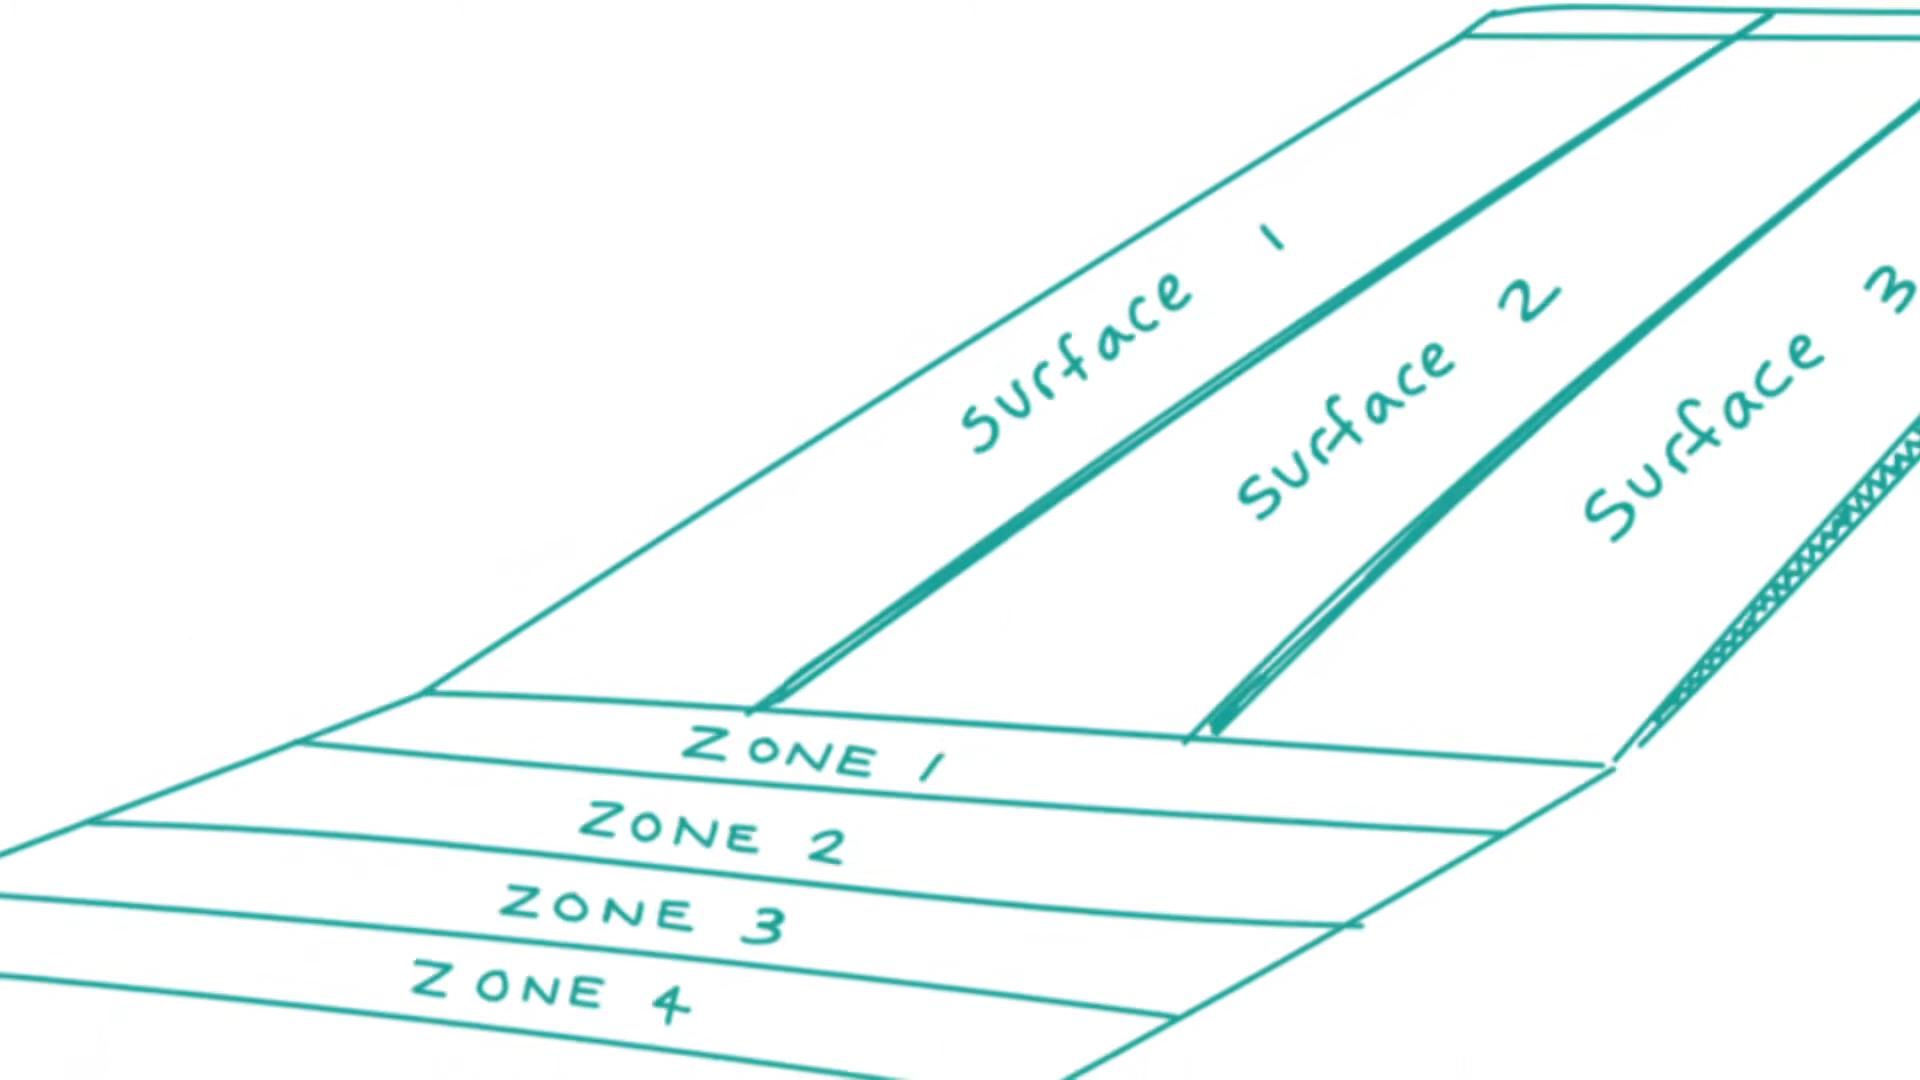 Surface 1
Surface 2
Surface 3
ZONE 1
ZONE 2
ZONE 3
ZONE 4